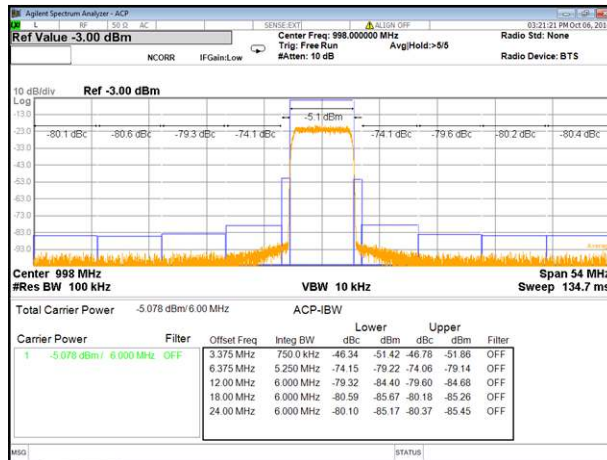 Agilent Spectrum Analyzer - ACP
L RF 50 Ω AC SENSE:EXT ALIGN OFF 03:21:21 PM Oct 06, 201
Ref Value -3.00 dBm Center Freq: 998.000000 MHz Radio Std: None
Trig: Free Run Avg|Hold:>5/5
NCORR IFGain:Low #Atten: 10 dB Radio Device: BTS
10 dB/div Ref -3.00 dBm
Log
-13.0
-5.1 dBm
-23.0
-80.1 dBc -80.6 dBc -79.3 dBc -74.1 dBc -74.1 dBc -79.6 dBc -80.2 dBc -80.4 dBc
-33.0
-43.0
-53.0
-63.0
-73.0
-83.0
-93.0
Center 998 MHz Span 54 MHz
#Res BW 100 kHz VBW 10 kHz Sweep 134.7 ms
Total Carrier Power -5.078 dBm/ 6.00 MHz ACP-IBW
Lower Upper
Carrier Power Filter Offset Freq Integ BW dBc dBm dBc dBm Filter
1 -5.078 dBm / 6.000 MHz OFF 3.375 MHz 750.0 kHz -46.34 -51.42 -46.78 -51.86 OFF
6.375 MHz 5.250 MHz -74.15 -79.22 -74.06 -79.14 OFF
12.00 MHz 6.000 MHz -79.32 -84.40 -79.60 -84.68 OFF
18.00 MHz 6.000 MHz -80.59 -85.67 -80.18 -85.26 OFF
24.00 MHz 6.000 MHz -80.10 -85.17 -80.37 -85.45 OFF
MSG STATUS